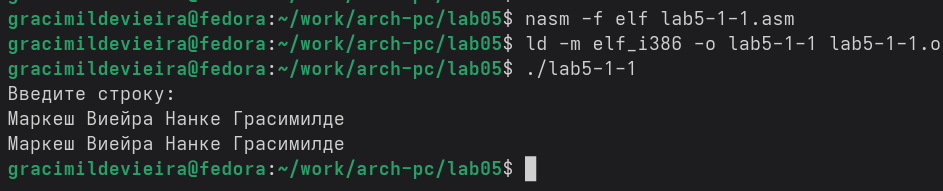 gracimildevieira@fedora:~/work/arch-pc/lab05$ nasm -f elf lab5-1-1.asm
gracimildevieira@fedora:~/work/arch-pc/lab05$ ld -m elf_i386 -o lab5-1-1 lab5-1-1.o
gracimildevieira@fedora:~/work/arch-pc/lab05$ ./lab5-1-1
Введите строку:
Маркеш Виейра Нанке Грасимилде
Маркеш Виейра Нанке Грасимилде
gracimildevieira@fedora:~/work/arch-pc/lab05$